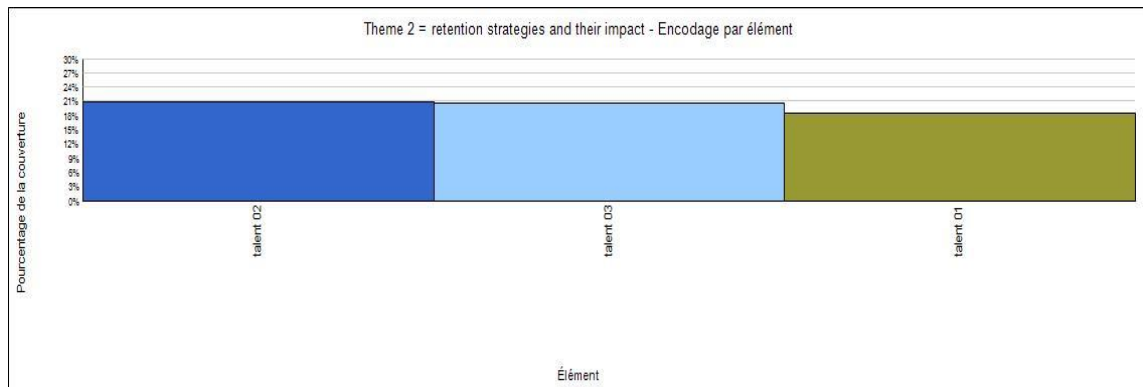 Theme 2 = retention strategies and their impact - Encodage par élément
Pourcentage de la couverture
30%
27%
24%
21%
18%
15%
12%
9%
6%
3%
0%
talent 02
talent 03
talent 01
Élément